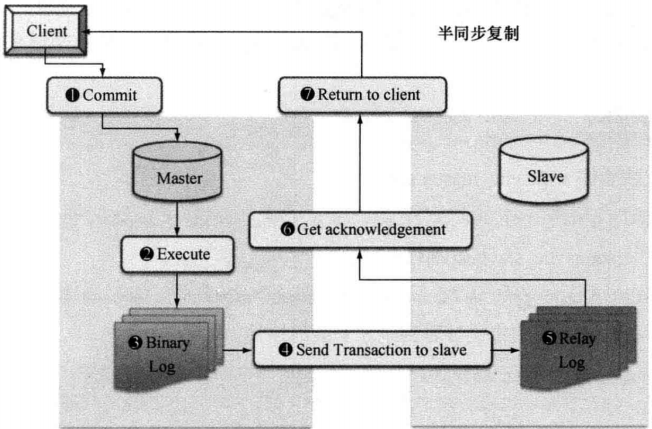 Client
半同步复制
❶ Commit
❼ Return to client
Master
Slave
❻ Get acknowledgement
❷ Execute
❸ Binary
Log
❹ Send Transaction to slave
❺ Relay
Log